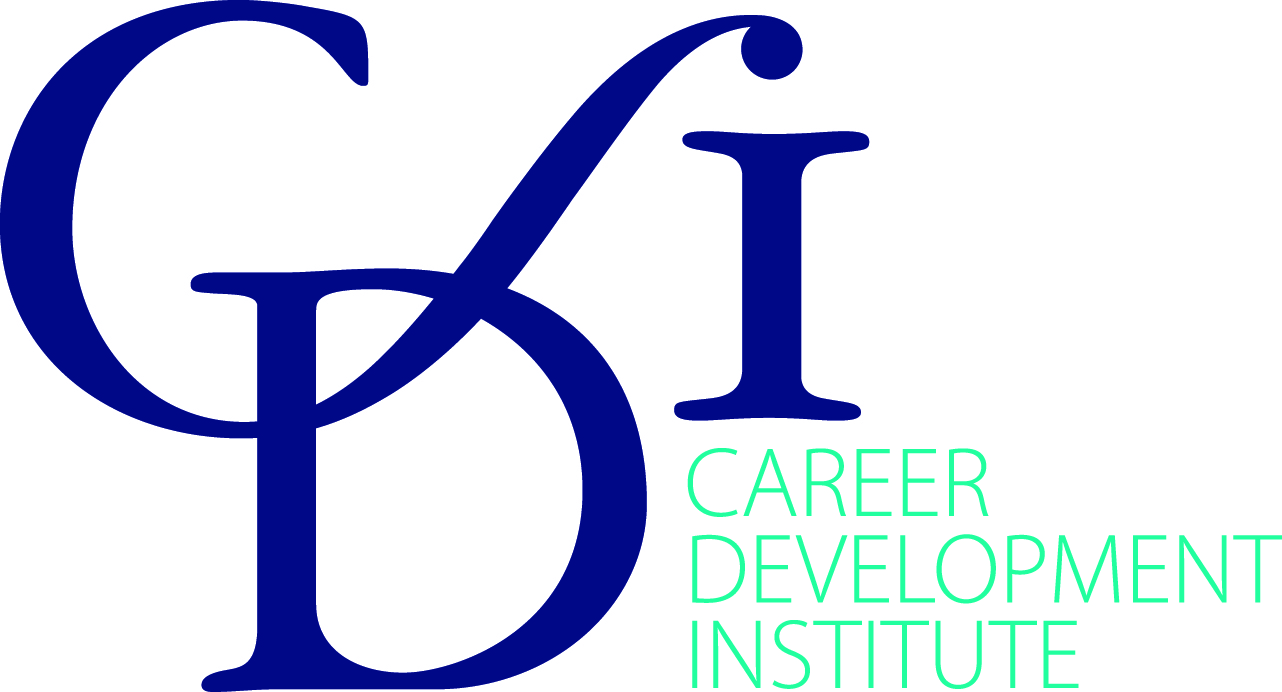 CDI
CAREER
DEVELOPMENT
INSTITUTE